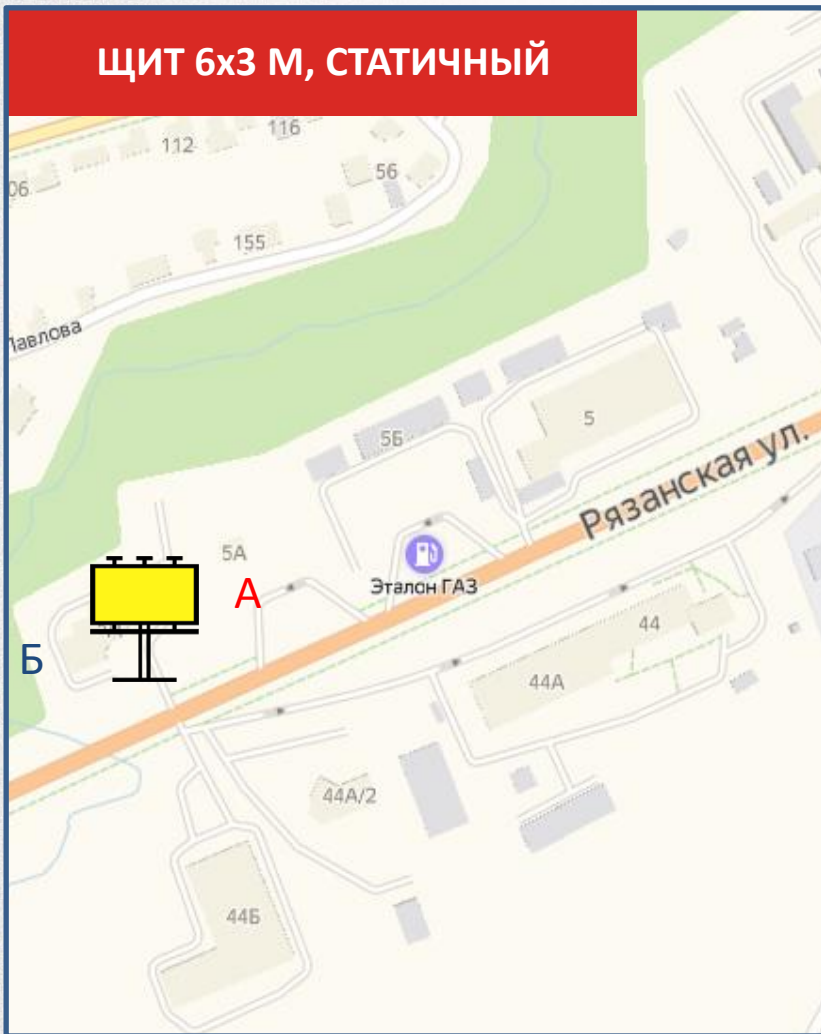 ЩИТ 6х3 М, СТАТИЧНЫЙ
116
112
56
06
155
Павлова
5
5Б
Рязанская ул.
5А
Эталон ГАЗ
А
Б
44
44А
44А/2
44Б